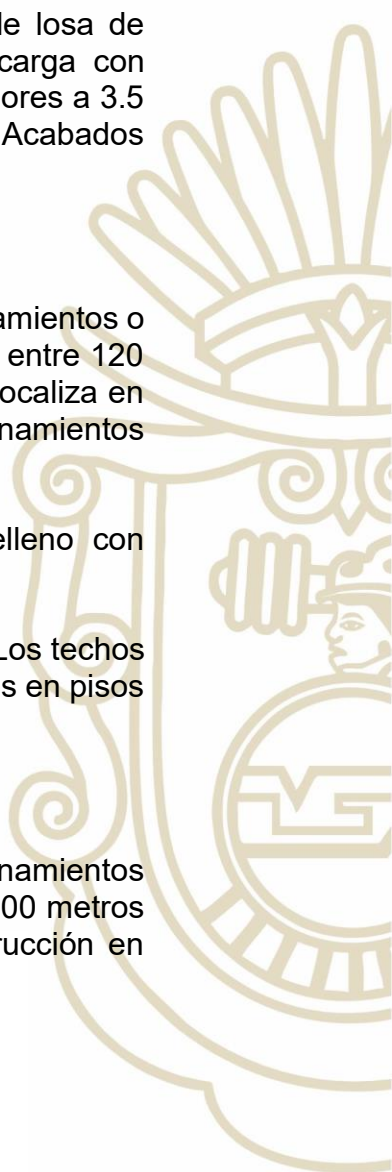 le losa de
carga con
ores a 3.5
Acabados
amientos o
entre 120
ocaliza en
namientos
elleno con
Los techos
s en pisos
namientos
00 metros
rucción en